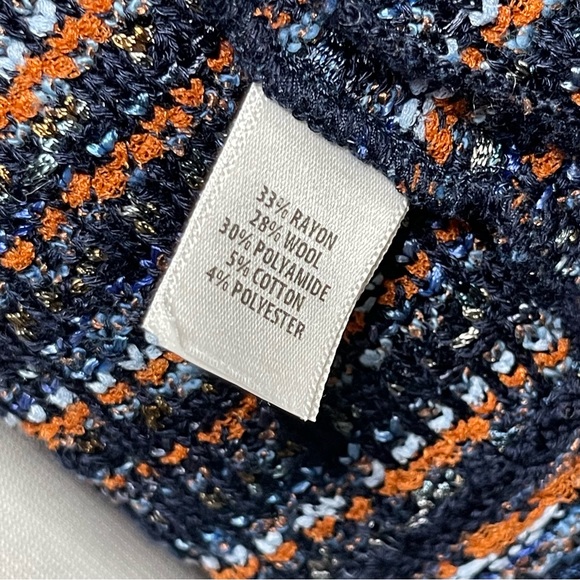 33% RAYON
28% WOOL
30% POLYAMIDE
5% COTTON
4% POLYESTER